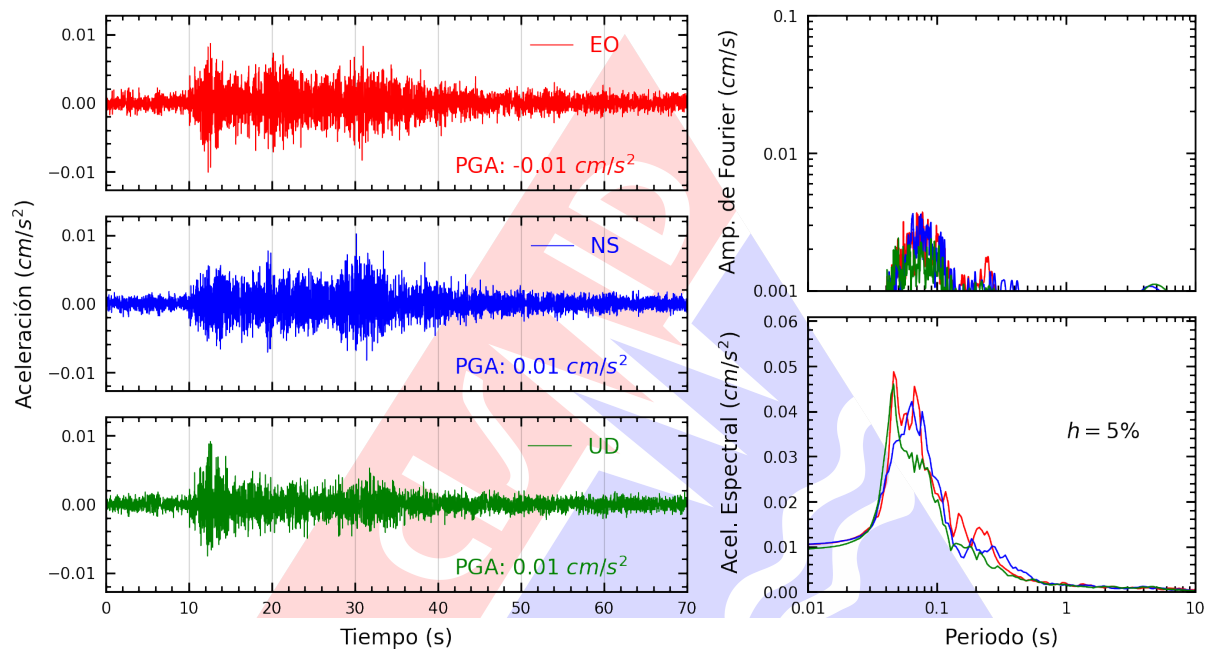 Aceleración (cm/s²)
0.01
0.00
−0.01
EO
PGA: -0.01 cm/s²
0.01
0.00
−0.01
NS
PGA: 0.01 cm/s²
0.01
0.00
−0.01
UD
PGA: 0.01 cm/s²
0 10 20 30 40 50 60 70
Tiempo (s)
Amp. de Fourier (cm/s)
0.1
0.01
0.001
Acel. Espectral (cm/s²)
0.06
0.05
0.04
0.03
0.02
0.01
0.00
h = 5%
0.01 0.1 1 10
Periodo (s)
CISMID